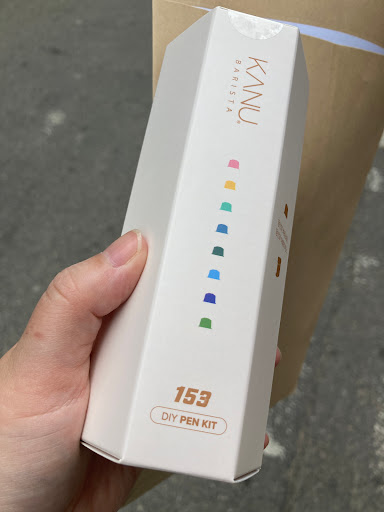 KANU
BARISTA
153
DIY PEN KIT